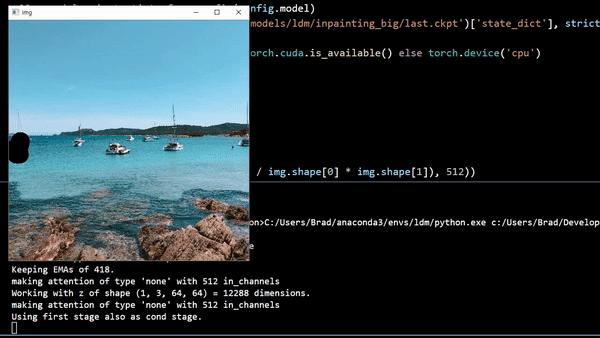 img
nfig.model)
models/ldm/inpainting_big/last.ckpt')['state_dict'], strict
orch.cuda.is_available() else torch.device('cpu')
/ img.shape[0] * img.shape[1]), 512))
on>C:/Users/Brad/anaconda3/envs/ldm/python.exe c:/Users/Brad/Develop
e
Keeping EMAs of 418.
making attention of type 'none' with 512 in_channels
Working with z of shape (1, 3, 64, 64) = 12288 dimensions.
making attention of type 'none' with 512 in_channels
Using first stage also as cond stage.